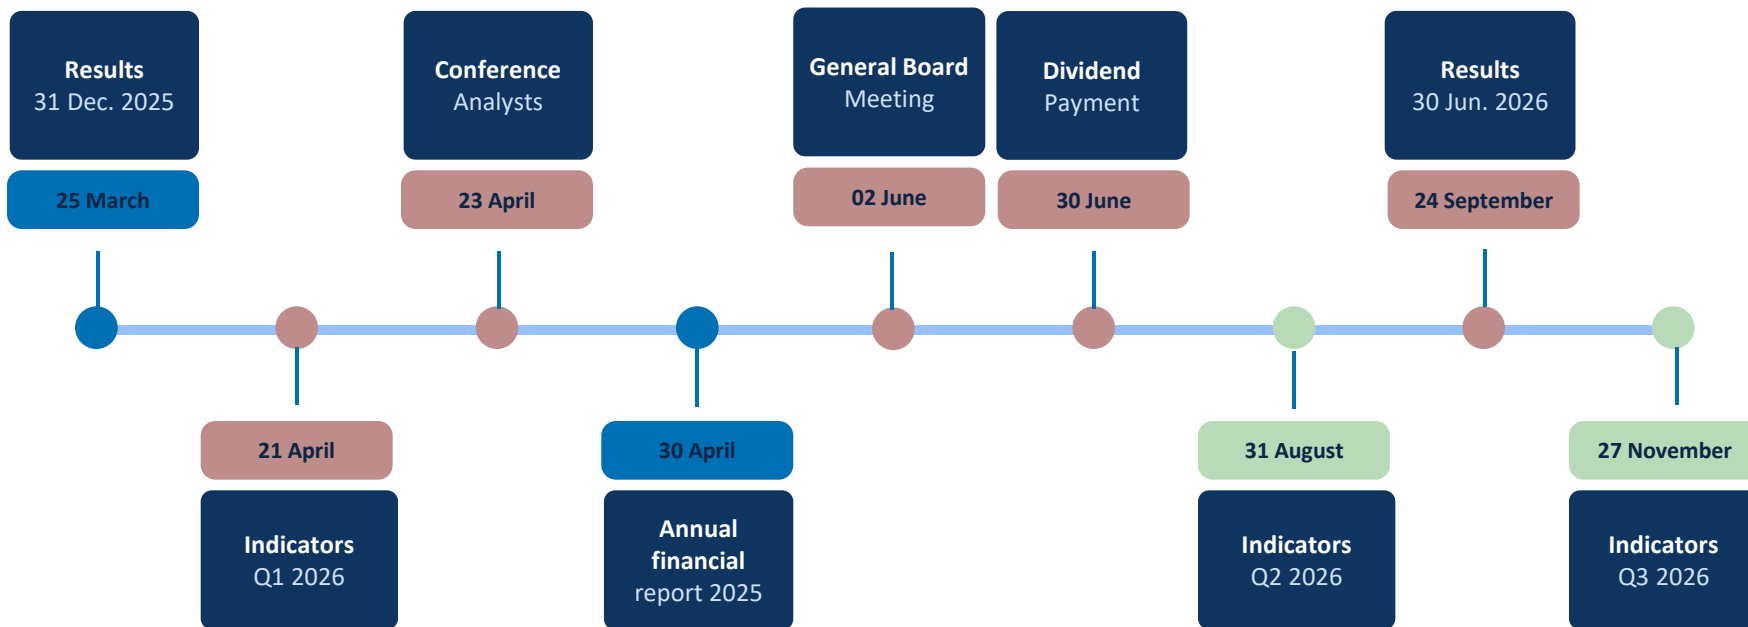 Results
31 Dec. 2025
25 March
Conference
Analysts
23 April
General Board
Meeting
02 June
Dividend
Payment
30 June
Results
30 Jun. 2026
24 September
21 April
Indicators
Q1 2026
30 April
Annual
financial
report 2025
31 August
Indicators
Q2 2026
27 November
Indicators
Q3 2026